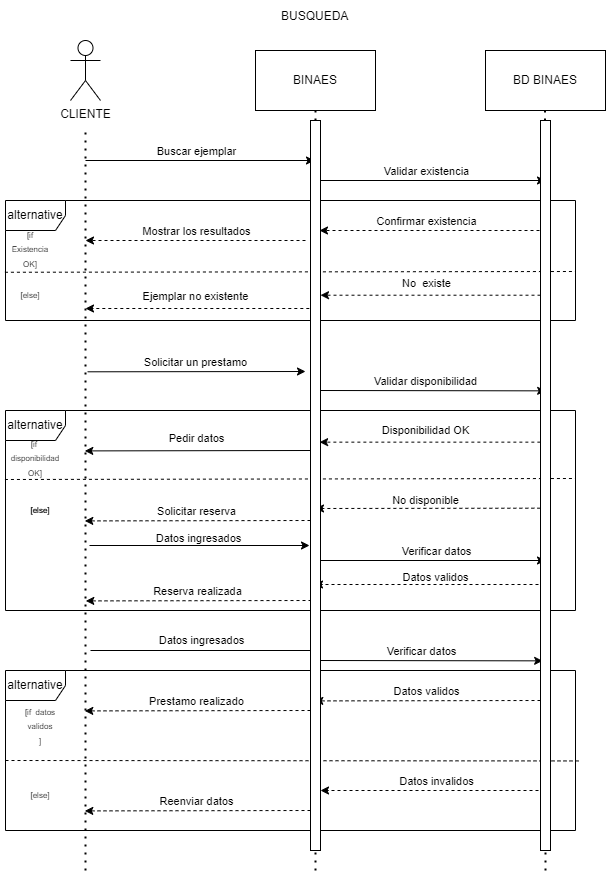 BUSQUEDA
BINAES
BD BINAES
CLIENTE
Buscar ejemplar
Validar existencia
alternative
[if
Existencia
OK]
Confirmar existencia
Mostrar los resultados
[else]
No existe
Ejemplar no existente
Solicitar un prestamo
Validar disponibilidad
alternative
[if
disponibilidad
OK]
Disponibilidad OK
Pedir datos
[else]
No disponible
Solicitar reserva
Datos ingresados
Verificar datos
Datos validos
Reserva realizada
Datos ingresados
Verificar datos
alternative
[if datos
validos
]
Datos validos
Prestamo realizado
[else]
Datos invalidos
Reenviar datos